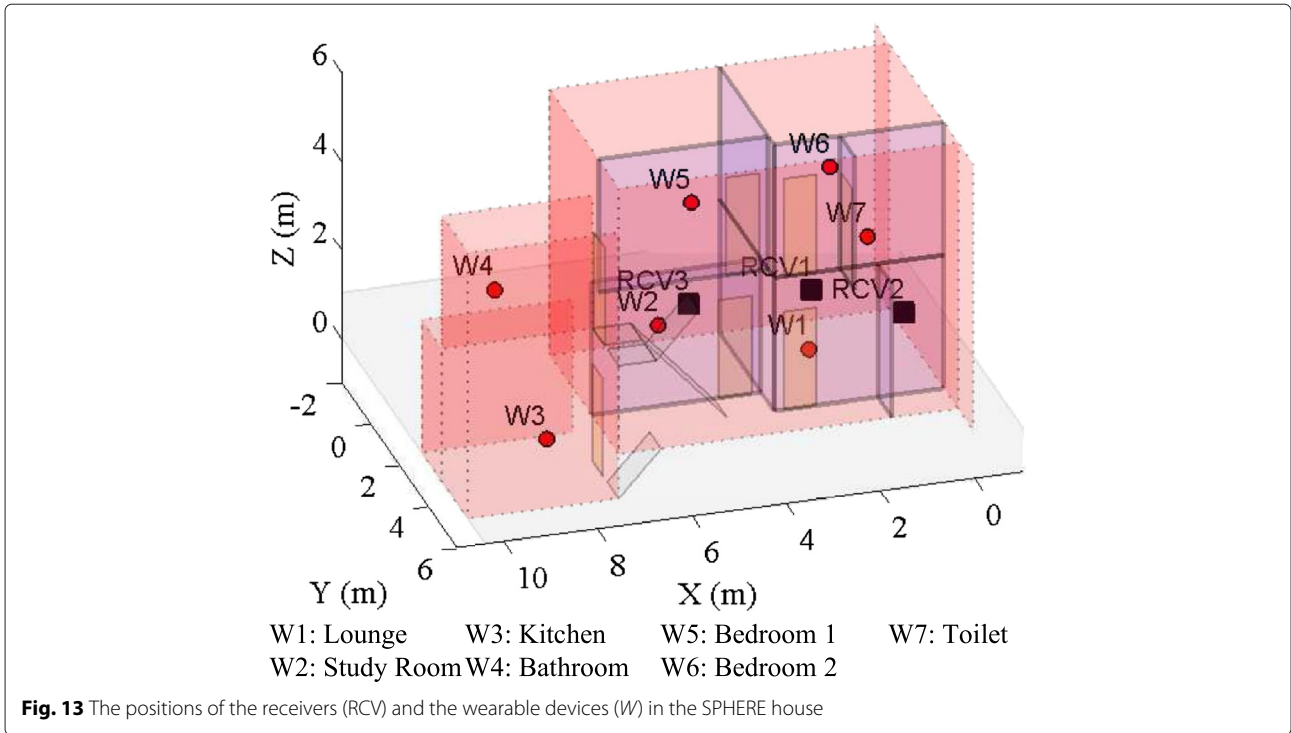 6
4
2
0
Z (m)
-2
0
2
4
6
Y (m)
10
8
6
4
2
0
X (m)
W6
W5
W7
W4
RCV3
RCV1
RCV2
W2
W1
W3
W1: Lounge W3: Kitchen W5: Bedroom 1 W7: Toilet
W2: Study Room W4: Bathroom W6: Bedroom 2
Fig. 13 The positions of the receivers (RCV) and the wearable devices (W) in the SPHERE house